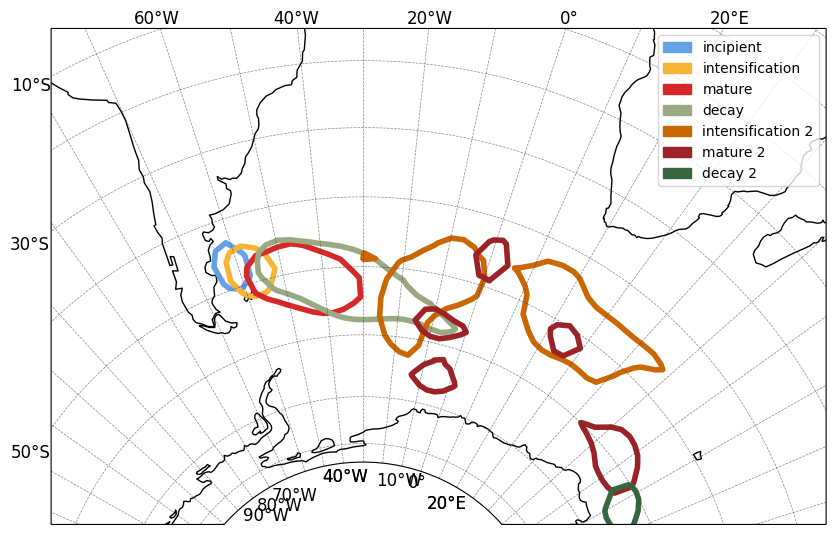 60°W 40°W 20°W 0° 20°E
incipient
intensification
mature
decay
intensification 2
mature 2
decay 2
10°S
30°S
50°S
40°W 10°W 0°
70°W
80°W 20°E
90°W